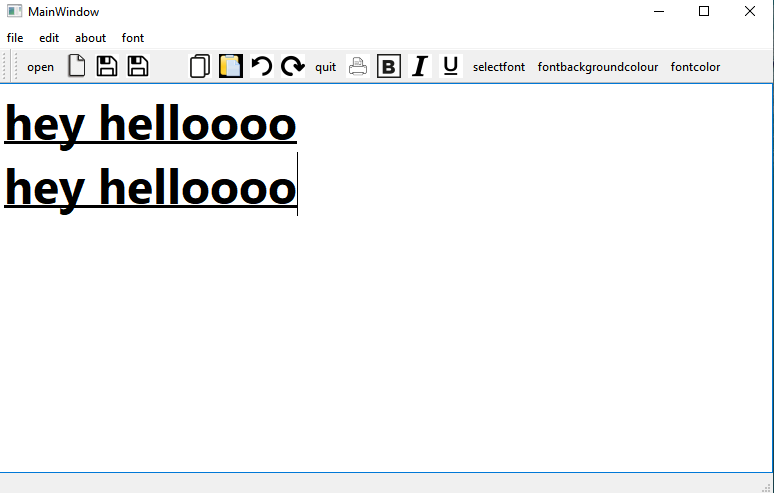 MainWindow
file edit about font
open quit B I U selectfont fontbackgroundcolour fontcolor
hey helloooo
hey helloooo